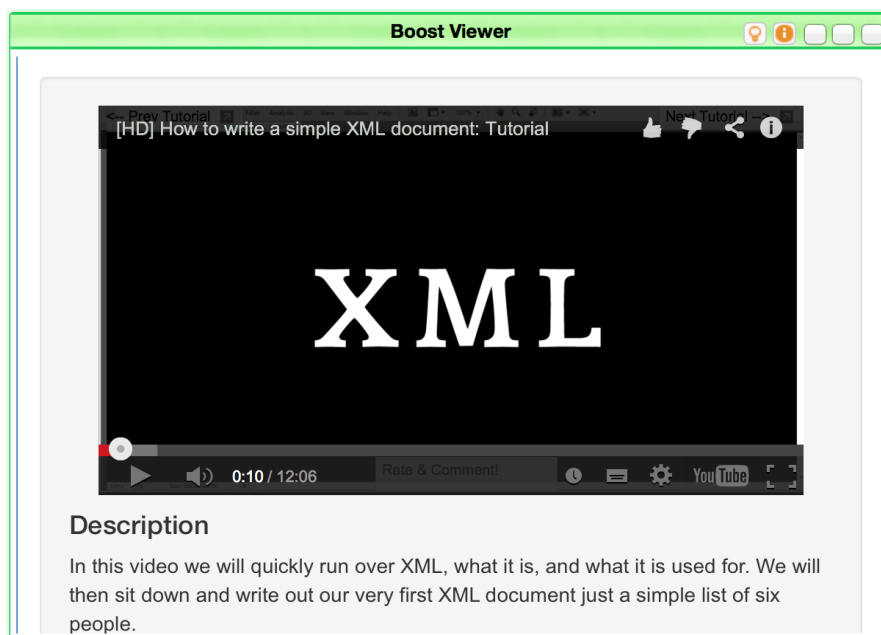 Boost Viewer
<-- Prev Tutorial
Next Tutorial -->
[HD] How to write a simple XML document: Tutorial
XML
0:10 / 12:06
Rate & Comment!
YouTube
Description
In this video we will quickly run over XML, what it is, and what it is used for. We will
then sit down and write out our very first XML document just a simple list of six
people.